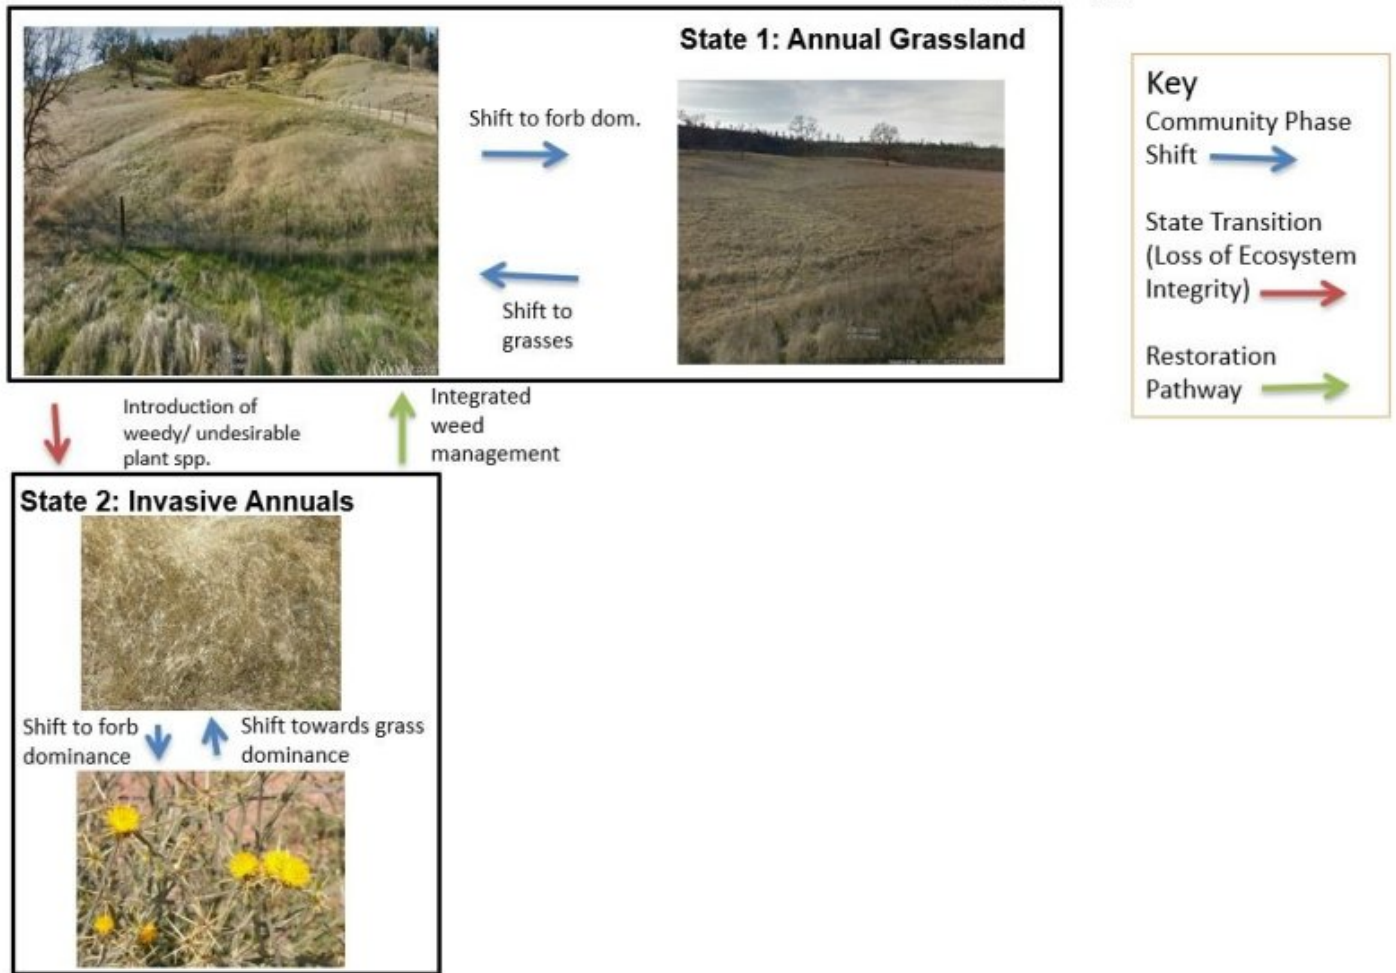 State 1: Annual Grassland
Shift to forb dom.
Shift to
grasses
Key
Community Phase
Shift
State Transition
(Loss of Ecosystem
Integrity)
Restoration
Pathway
Introduction of
weedy/ undesirable
plant spp.
Integrated
weed
management
State 2: Invasive Annuals
Shift to forb
dominance
Shift towards grass
dominance